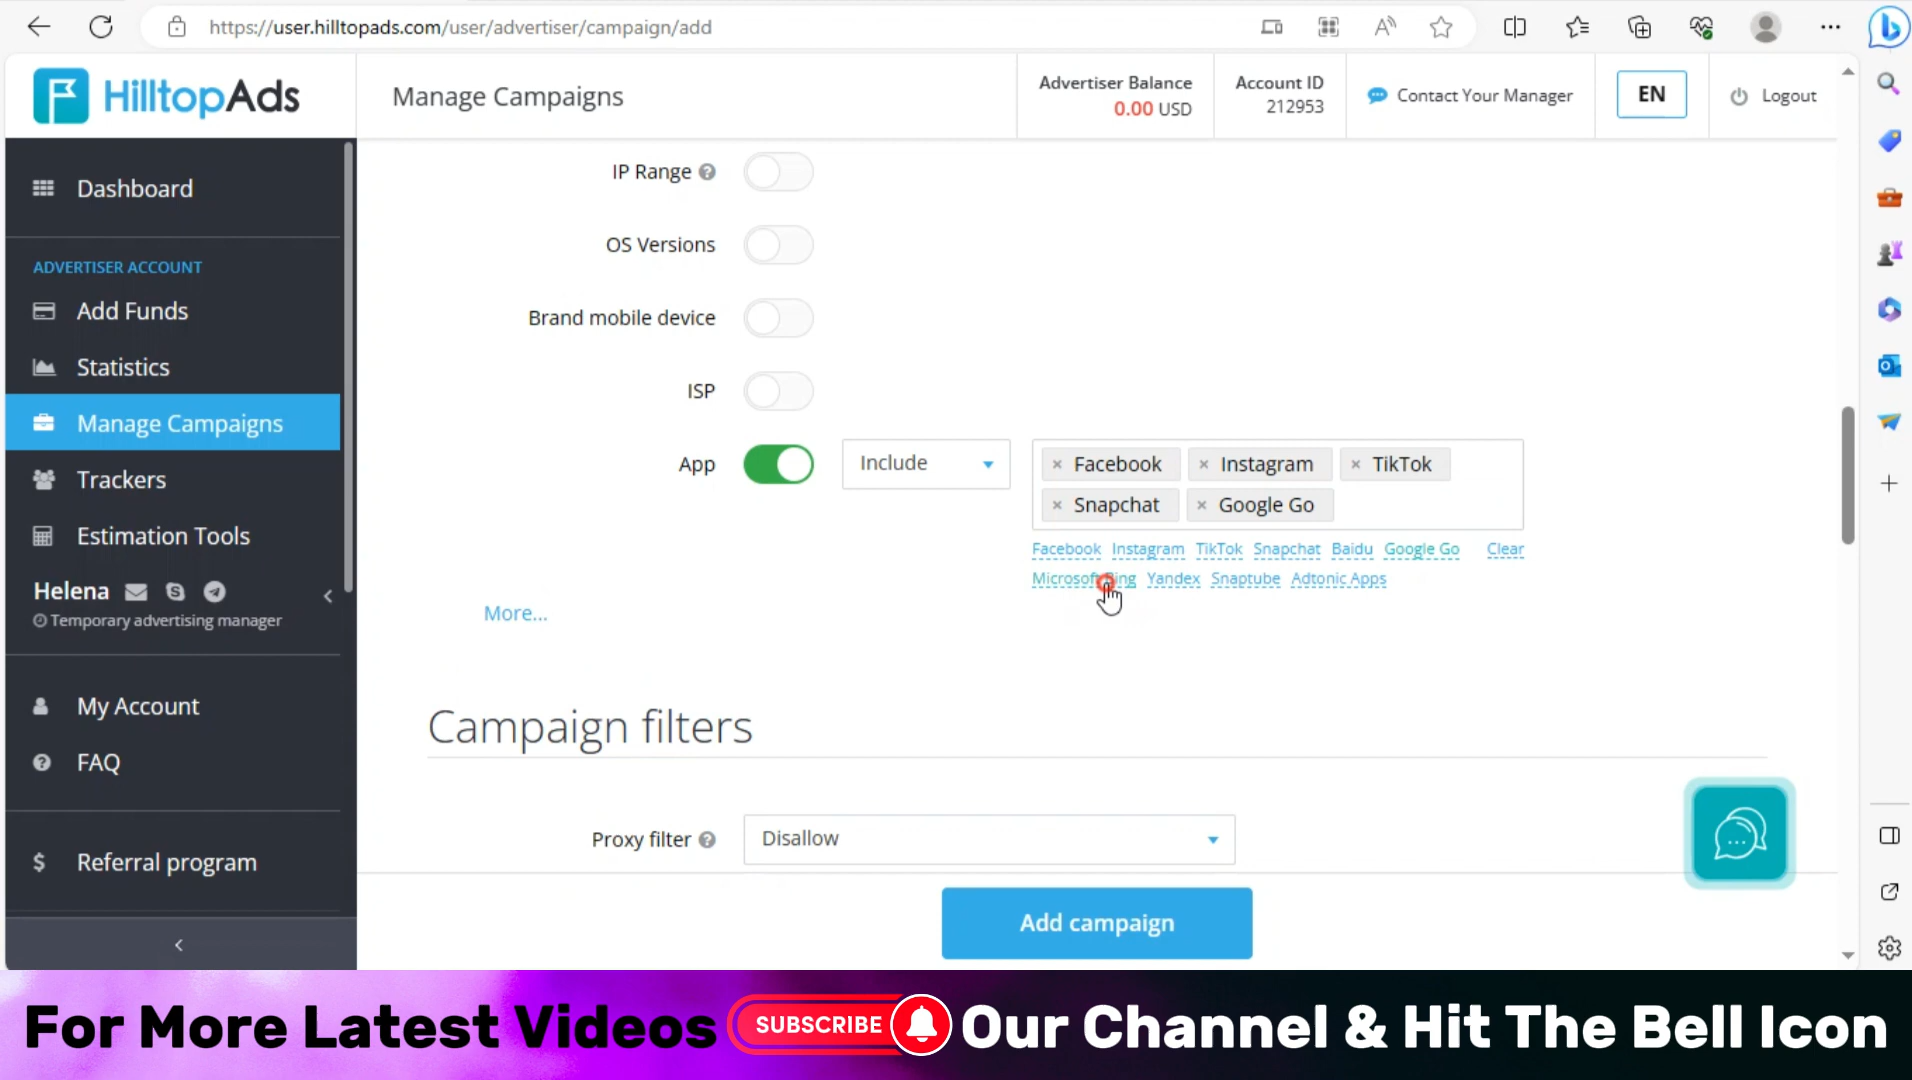 https://user.hilltopads.com/user/advertiser/campaign/add
HilltopAds
Manage Campaigns
Advertiser Balance
0.00 USD
Account ID
212953
Contact Your Manager
EN
Logout
Dashboard
ADVERTISER ACCOUNT
Add Funds
Statistics
Manage Campaigns
Trackers
Estimation Tools
Helena
Temporary advertising manager
My Account
FAQ
Referral program
IP Range
OS Versions
Brand mobile device
ISP
App
Include
× Facebook × Instagram × TikTok
× Snapchat × Google Go
Facebook Instagram TikTok Snapchat Baidu Google Go Clear
Microsoft Bing Yandex Snaptube Adtonic Apps
More...
Campaign filters
Proxy filter
Disallow
Add campaign
For More Latest Videos SUBSCRIBE Our Channel & Hit The Bell Icon